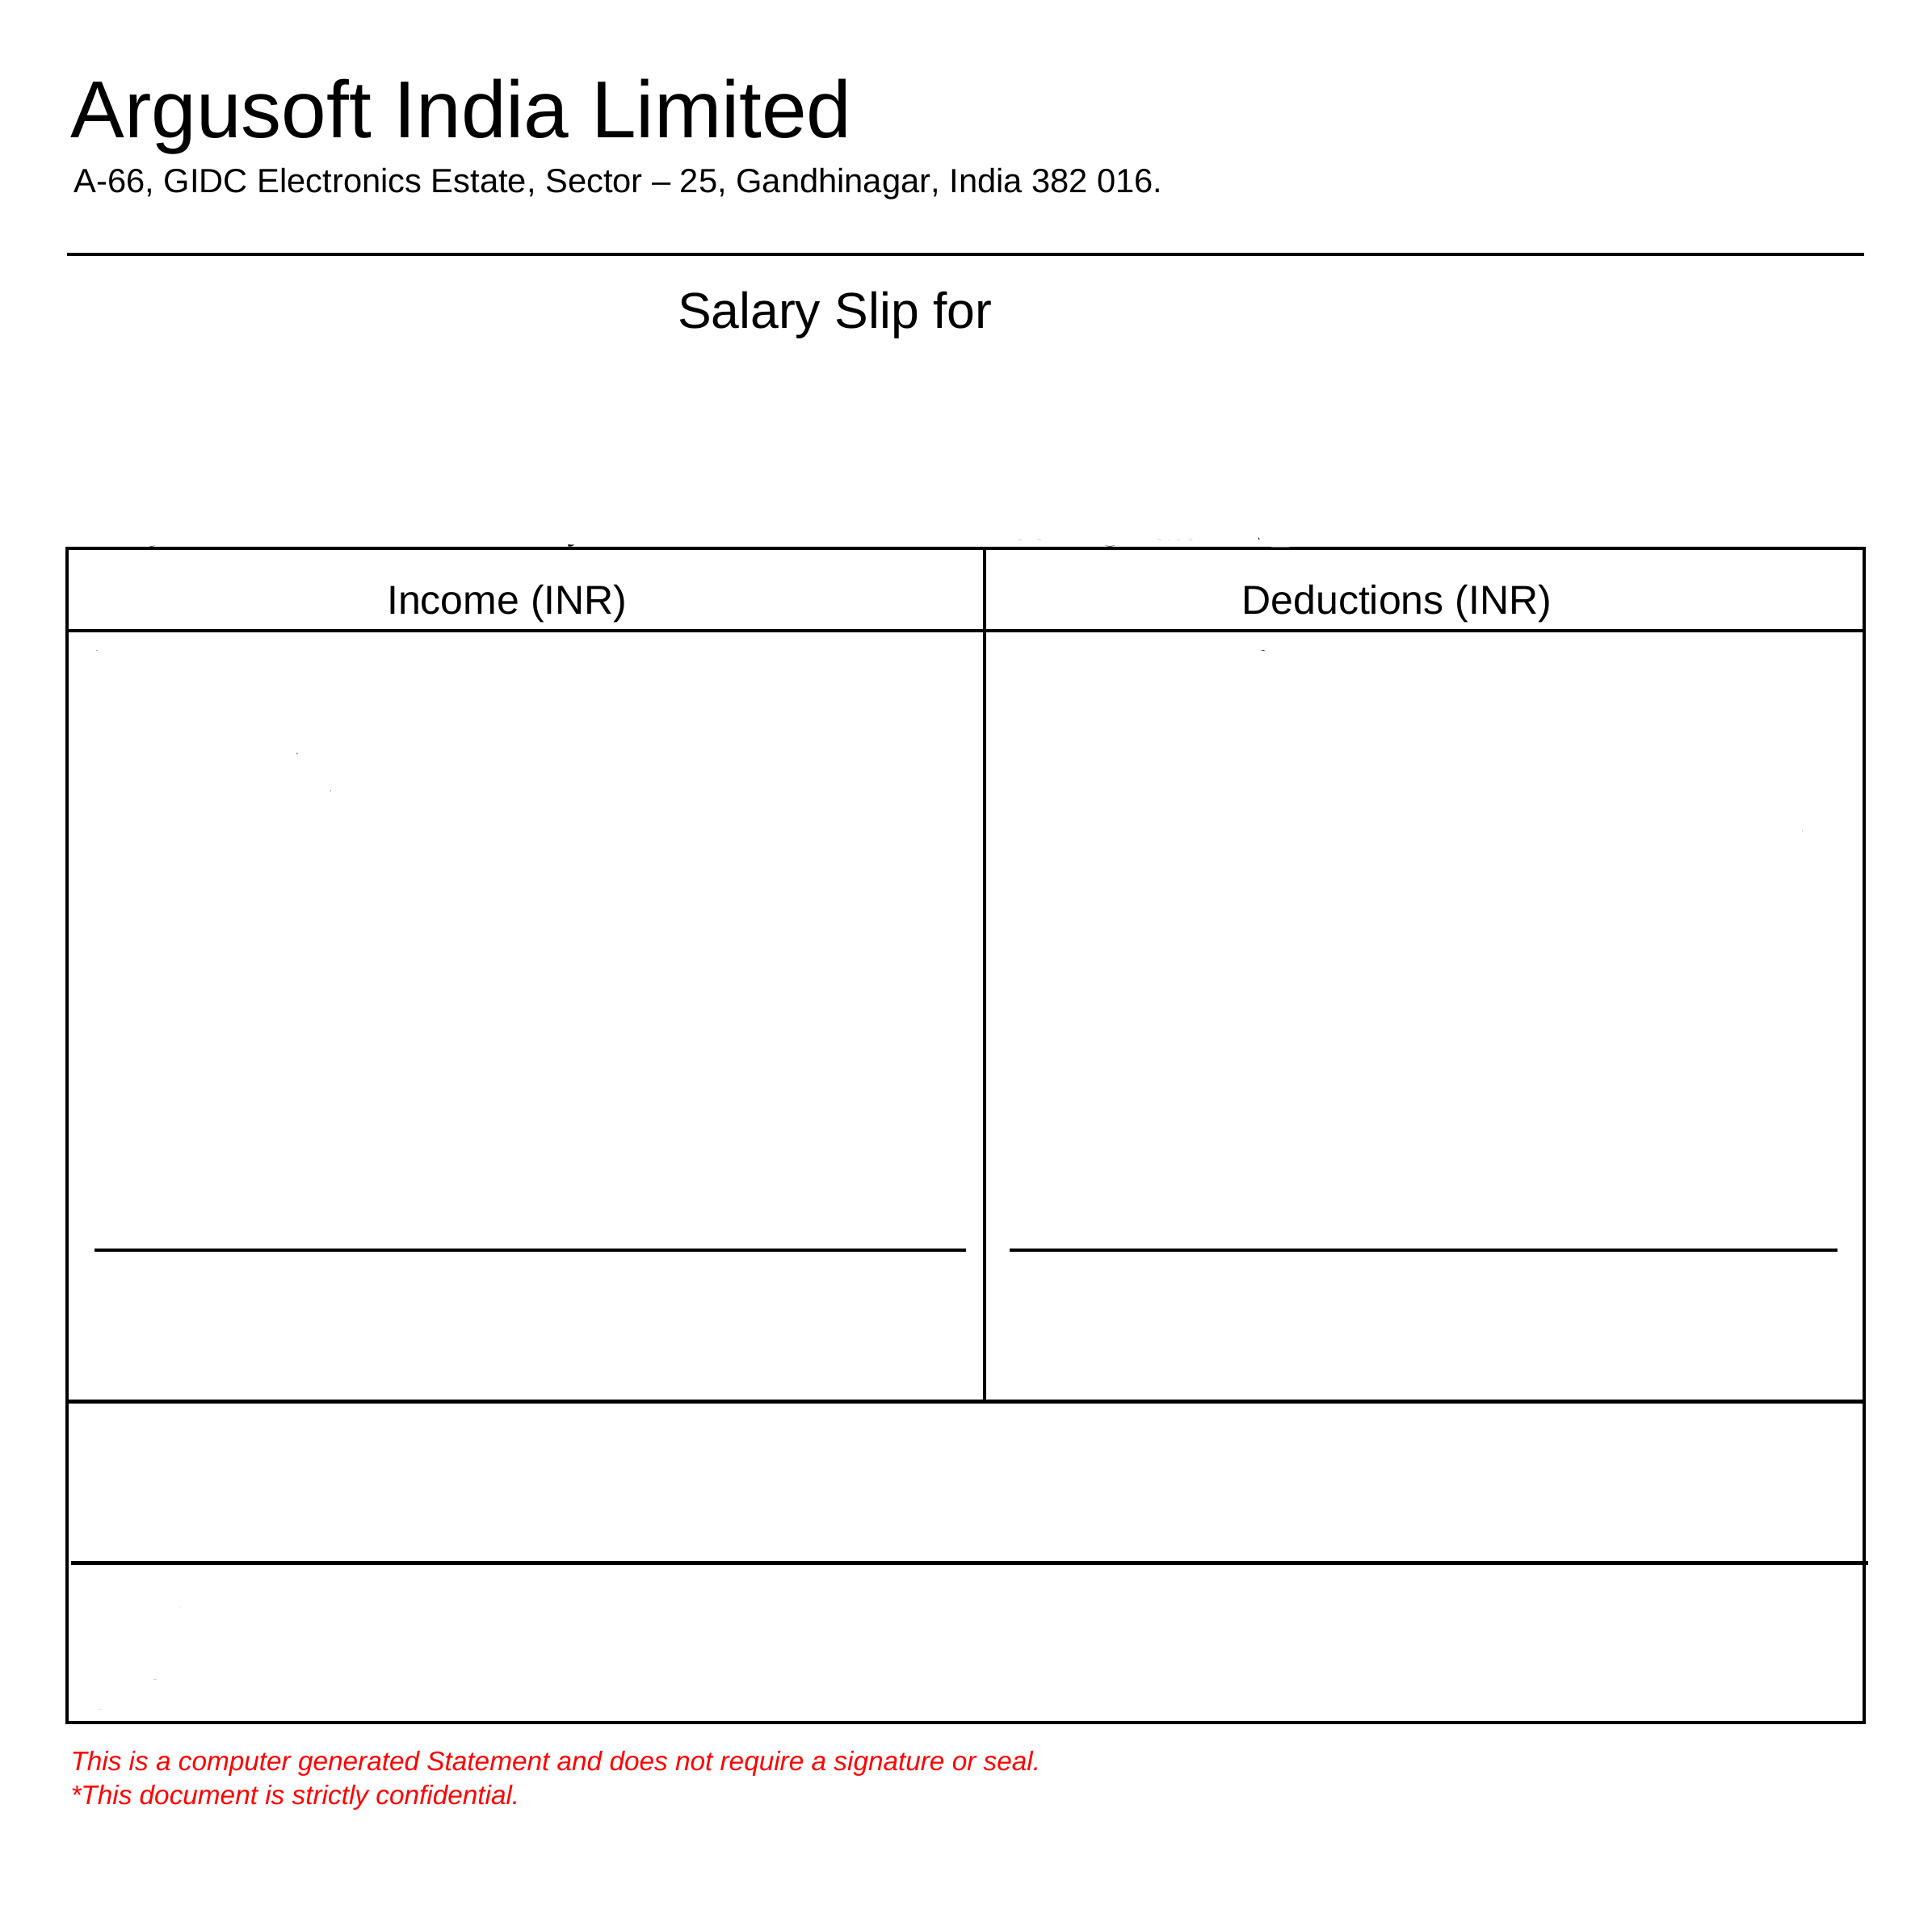 Argusoft India Limited
A-66, GIDC Electronics Estate, Sector – 25, Gandhinagar, India 382 016.
Salary Slip for
Income (INR)
Deductions (INR)
This is a computer generated Statement and does not require a signature or seal.
*This document is strictly confidential.